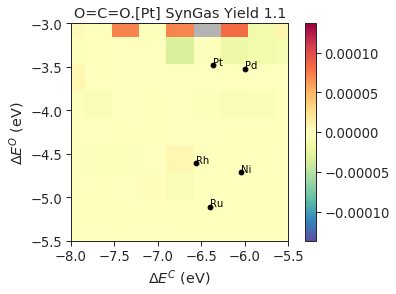 O=C=O.[Pt] SynGas Yield 1.1
−3.0
−3.5
−4.0
−4.5
−5.0
−5.5
ΔE^O (eV)
Pt
Pd
Rh
Ni
Ru
−8.0 −7.5 −7.0 −6.5 −6.0 −5.5
ΔE^C (eV)
0.00010
0.00005
0.00000
−0.00005
−0.00010